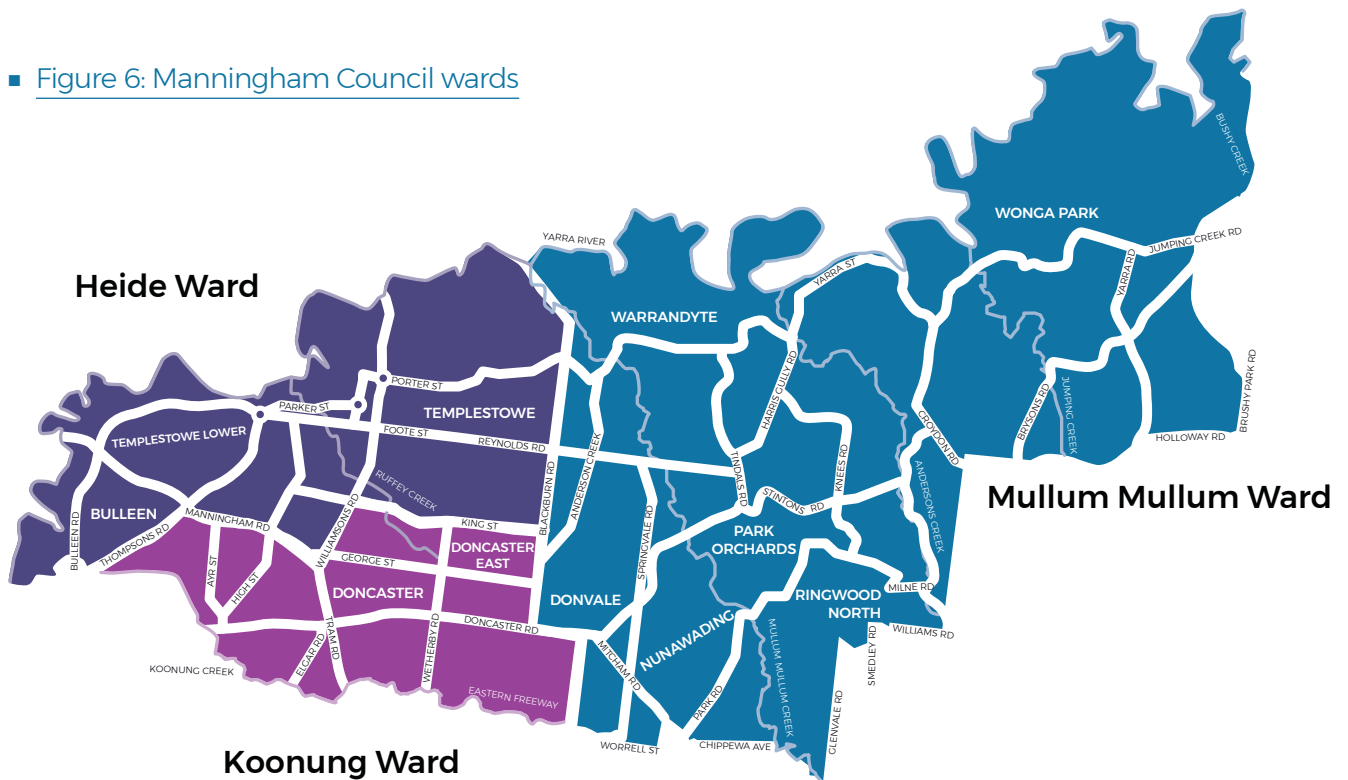 Figure 6: Manningham Council wards
BUSHY CREEK
WONGA PARK
YARRA RIVER
JUMPING CREEK RD
YARRA RD
YARRA ST
Heide Ward
WARRANDYTE
PORTER ST
PARKER ST
TEMPLESTOWE
HARRIS GULLY RD
BRYSONS RD
JUMPING CREEK
BRUSHY PARK RD
TEMPLESTOWE LOWER
FOOTE ST
REYNOLDS RD
CROYDON RD
HOLLOWAY RD
RUFFEY CREEK
BLACKBURN RD
ANDERSON CREEK
TINDALS RD
KNEES RD
ANDERSONS CREEK
Mullum Mullum Ward
BULLEEN
BULLEEN RD
THOMPSONS RD
MANNINGHAM RD
WILLIAMSONS RD
KING ST
STINTONS RD
SPRINGVALE RD
PARK
ORCHARDS
DONCASTER
EAST
GEORGE ST
AYR ST
HIGH ST
DONCASTER
DONVALE
RINGWOOD
NORTH
MILNE RD
DONCASTER RD
WILLIAMS RD
NUNAWADING
ELGAR RD
TRAM RD
WETHERBY RD
MITCHAM RD
SMEDLEY RD
KOONUNG CREEK
EASTERN FREEWAY
PARK RD
MULLUM MULLUM CREEK
GLENVALE RD
WORRELL ST
CHIPPEWA AVE
Koonung Ward